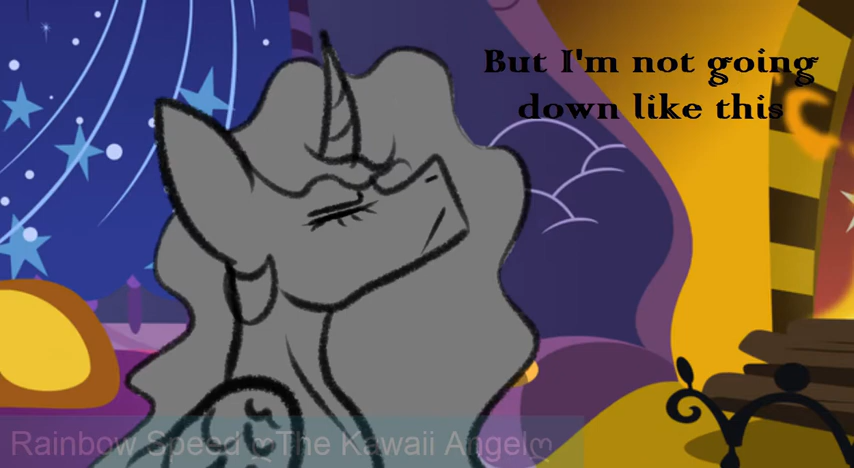 But I'm not going
down like this
Rainbow Speed ღThe Kawaii Angelღ